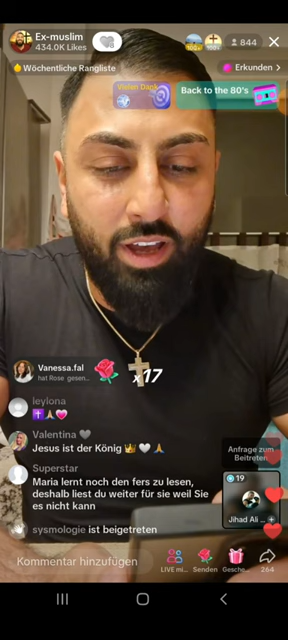 Ex-muslim
434.0K Likes
844
Wöchentliche Rangliste
Erkunden >
Vielen Dank
Back to the 80's
Vanessa.fal
hat Rose gesen...
x17
leylona
✝️🙏💗
Valentina 🩶
Jesus ist der König 👑 🤍 🙏
Superstar
Maria lernt noch den fers zu lesen,
deshalb liest du weiter für sie weil Sie
es nicht kann
sysmologie ist beigetreten
Anfrage zum
Beitreten
19
Jihad Ali ... +
Kommentar hinzufügen
LIVE mi...
Senden
Gesche...
264